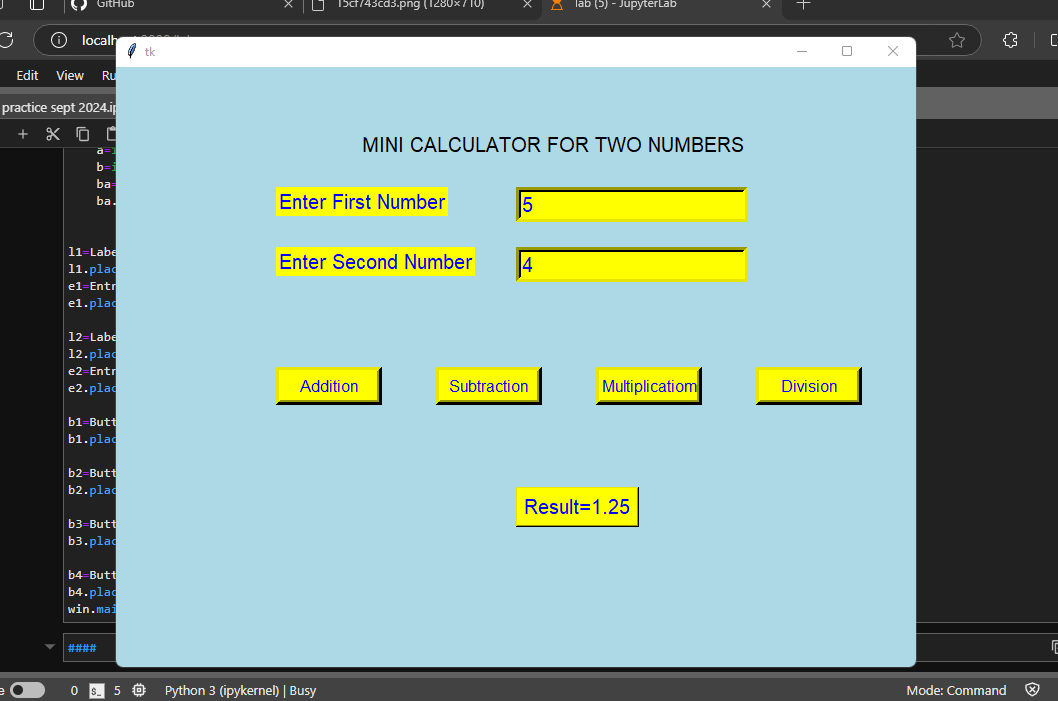 GitHub
15cf743cd3.png (1280×710)
lab (5) - JupyterLab
tk
Edit View Ru
practice sept 2024.ip
a=i
b=i
ba=
ba.
l1=Labe
l1.plac
e1=Entr
e1.plac
l2=Labe
l2.plac
e2=Entr
e2.plac
b1=Butt
b1.plac
b2=Butt
b2.plac
b3=Butt
b3.plac
b4=Butt
b4.plac
win.mai
####
MINI CALCULATOR FOR TWO NUMBERS
Enter First Number 5
Enter Second Number 4
Addition Subtraction Multiplicatiom Division
Result=1.25
0 $_ 5 Python 3 (ipykernel) | Busy Mode: Command